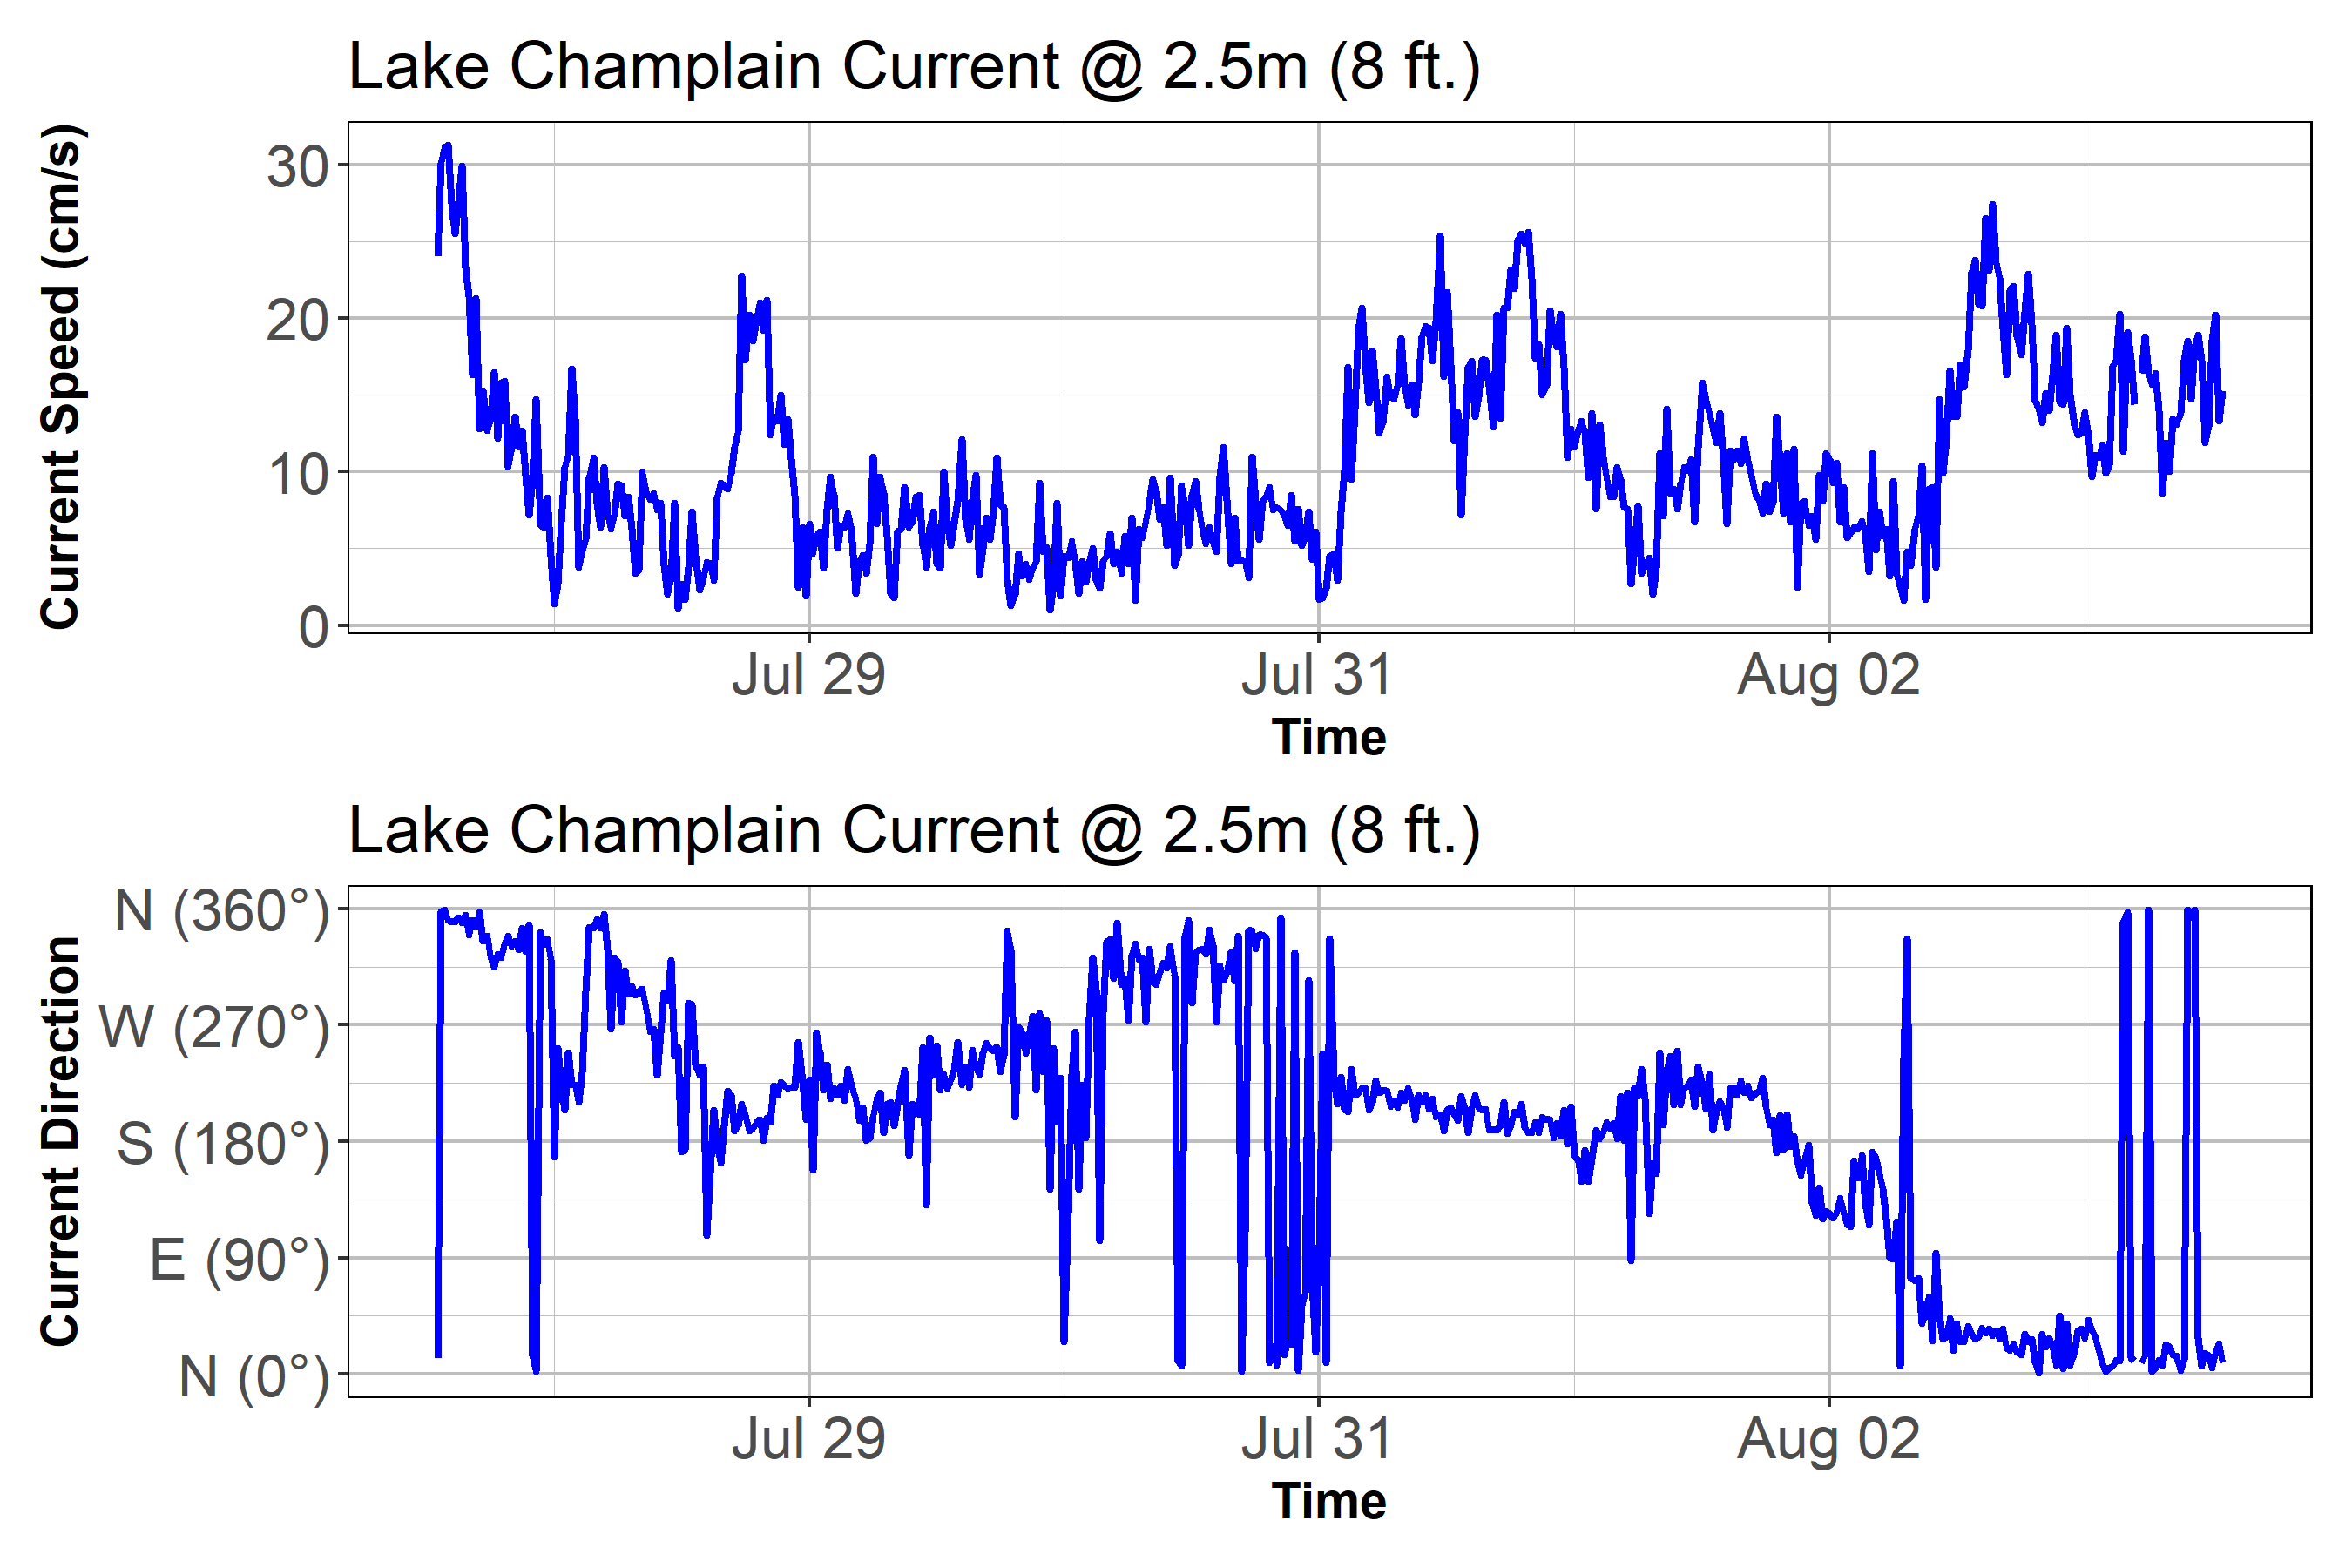 Lake Champlain Current @ 2.5m (8 ft.)
Current Speed (cm/s)
30
20
10
0
Jul 29 Jul 31 Aug 02
Time
Lake Champlain Current @ 2.5m (8 ft.)
Current Direction
N (360°)
W (270°)
S (180°)
E (90°)
N (0°)
Jul 29 Jul 31 Aug 02
Time